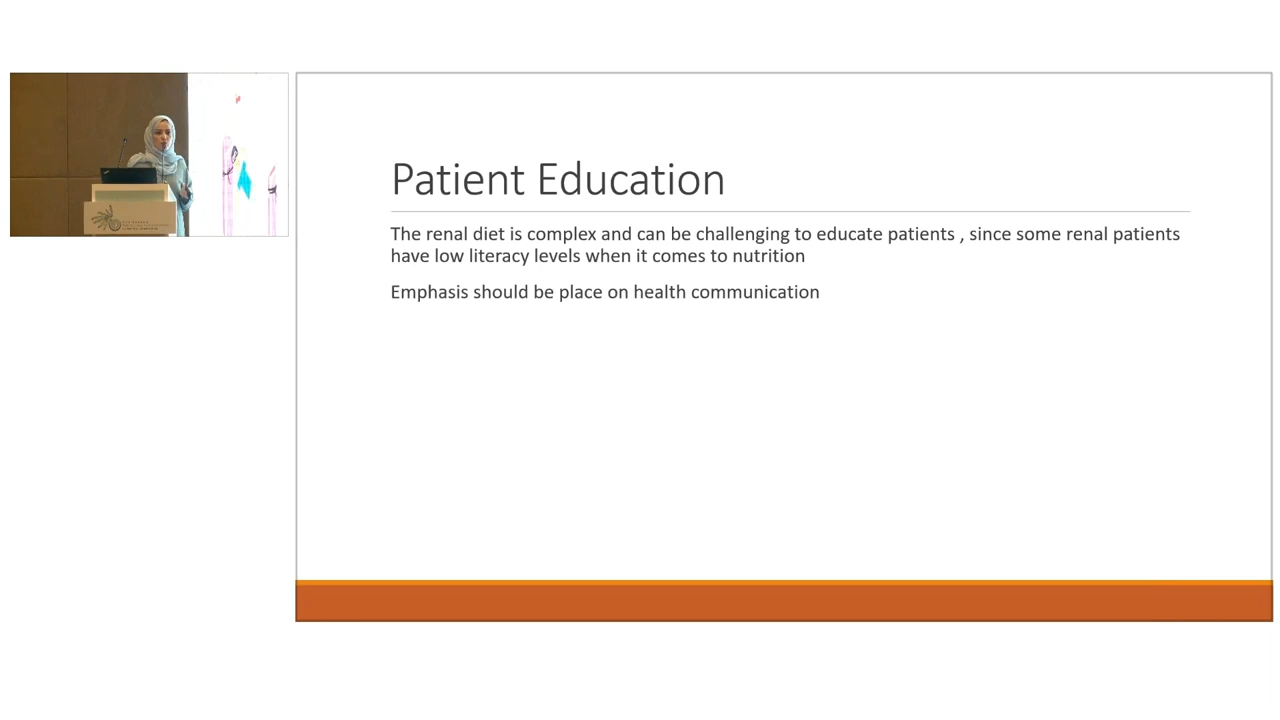 Patient Education
The renal diet is complex and can be challenging to educate patients , since some renal patients
have low literacy levels when it comes to nutrition
Emphasis should be place on health communication